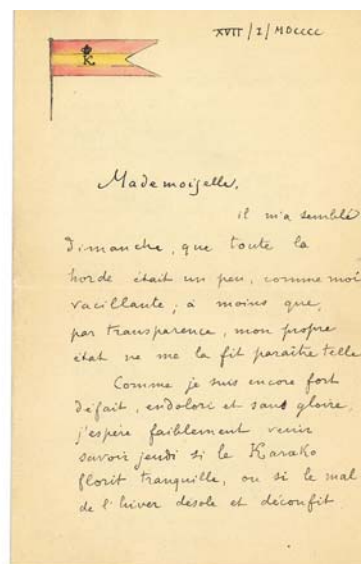 K
XVII/I/MDCCCC
Mademoiselle,
il m'a semblé
dimanche, que toute la
horde était un peu, comme moi
vacillante; à moins que,
par transparence, mon propre
état ne me la fit paraître telle
Comme je suis encore fort
défait, endolori et sans gloire,
j'espère faiblement venir
savoir jeudi si le Karako
florit tranquille, ou si le mal
de l'hiver désole et déconfit